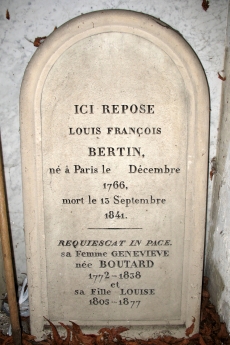 ICI REPOSE
LOUIS FRANÇOIS
BERTIN,
né à Paris le Décembre
1766,
mort le 13 Septembre
1841.
REQUIESCAT IN PACE.
sa Femme GENEVIEVE
née BOUTARD
1772-1838
et
sa Fille LOUISE
1805-1877